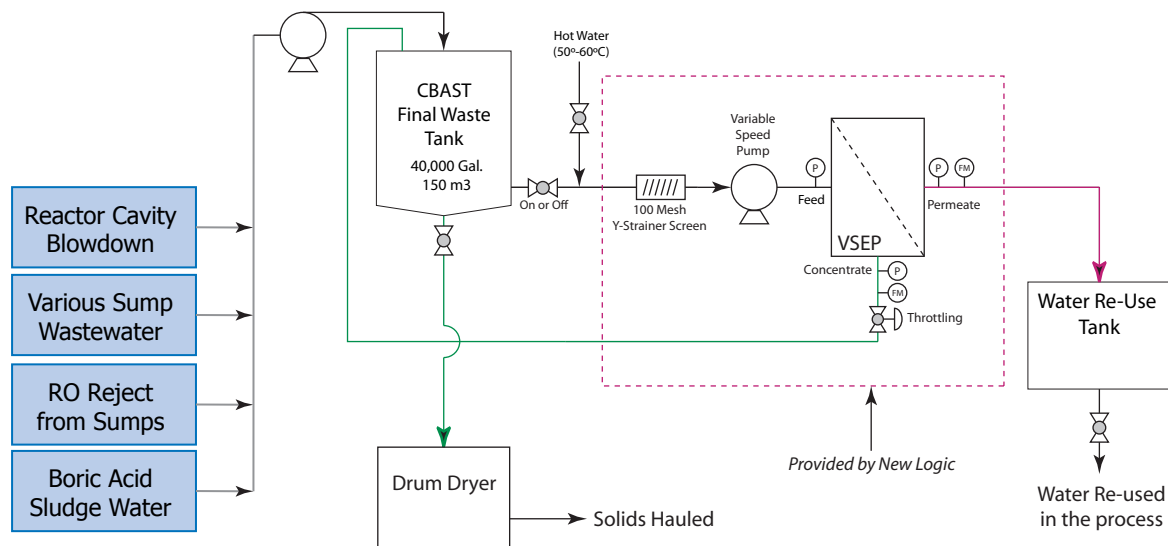 Hot Water
(50º-60ºC)
CBAST
Final Waste
Tank
40,000 Gal.
150 m3
On or Off
100 Mesh
Y-Strainer Screen
Variable
Speed
Pump
P
Feed
VSEP
P
FM
Permeate
Concentrate
P
FM
Throttling
Reactor Cavity
Blowdown
Various Sump
Wastewater
RO Reject
from Sumps
Boric Acid
Sludge Water
Water Re-Use
Tank
Provided by New Logic
Drum Dryer
Solids Hauled
Water Re-used
in the process